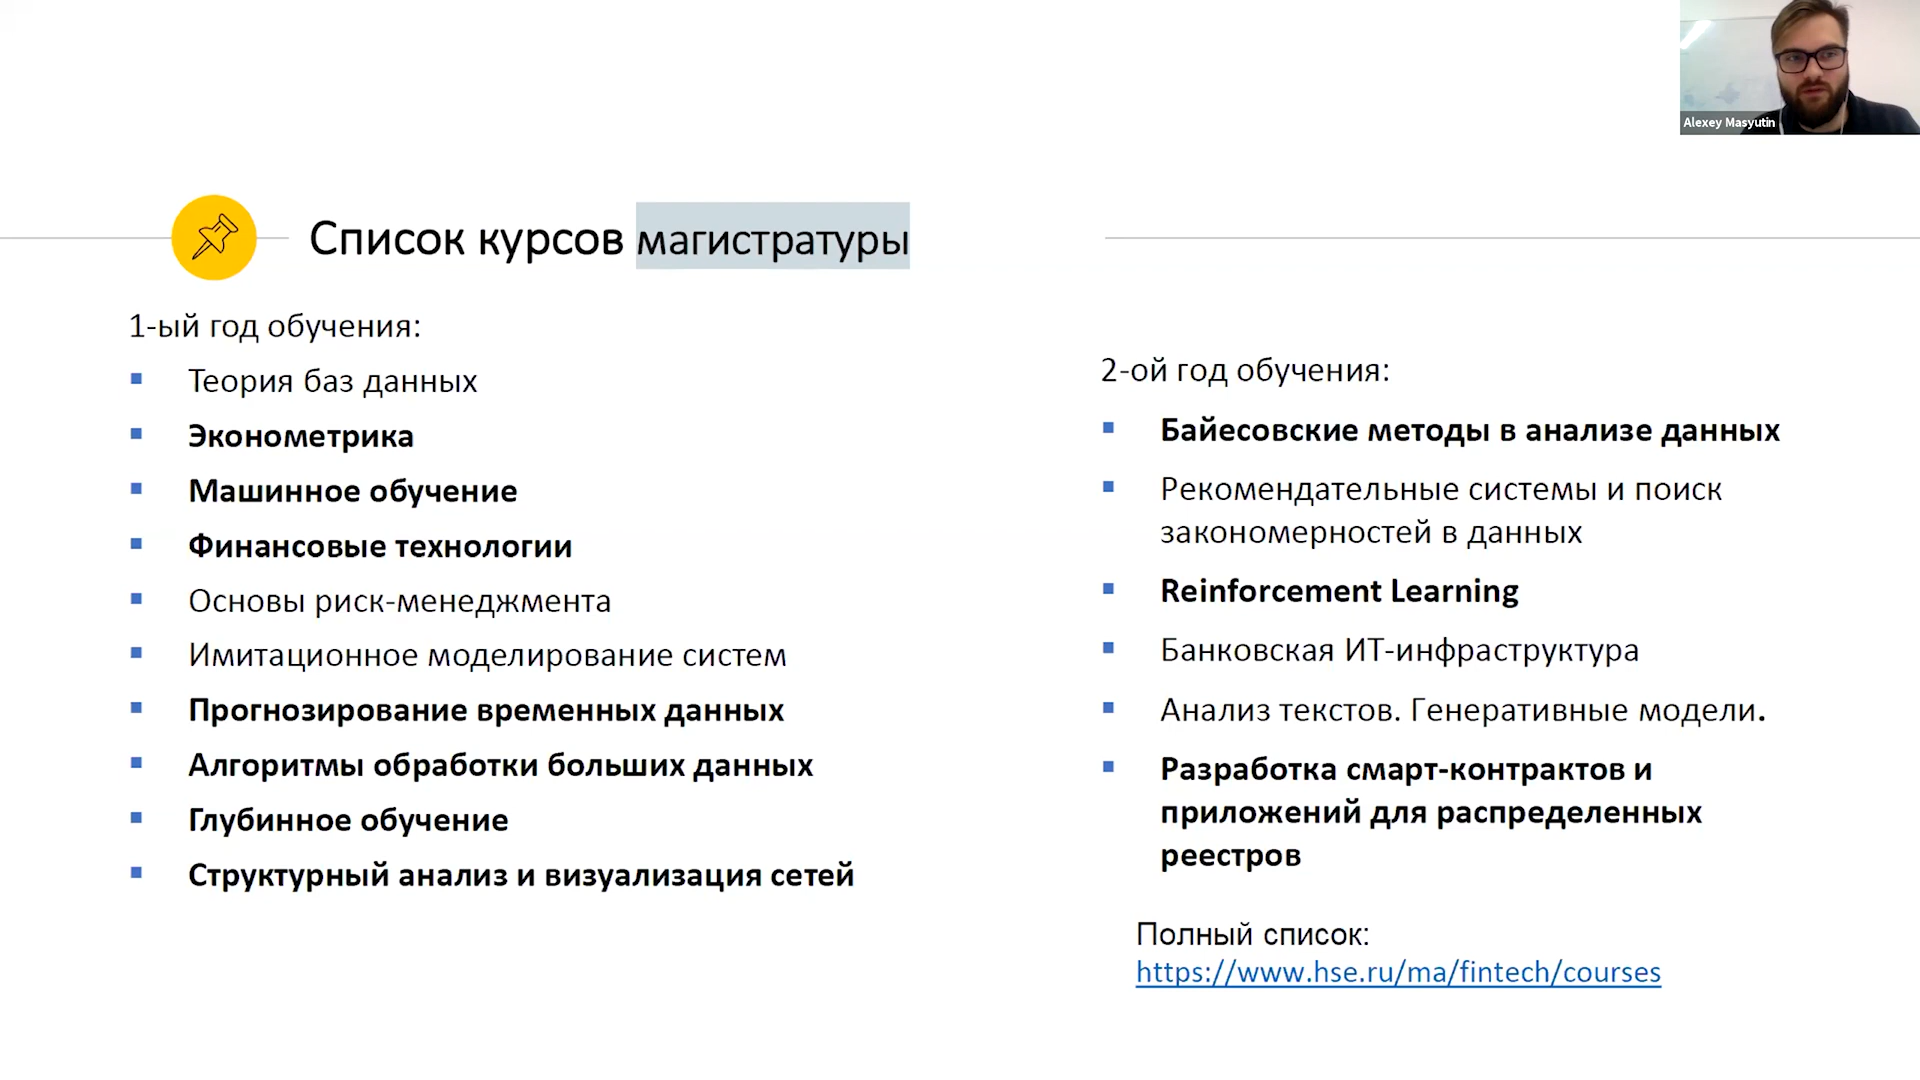 Alexey Masyutin
Список курсов магистратуры
1-ый год обучения:
Теория баз данных
Эконометрика
Машинное обучение
Финансовые технологии
Основы риск-менеджмента
Имитационное моделирование систем
Прогнозирование временных данных
Алгоритмы обработки больших данных
Глубинное обучение
Структурный анализ и визуализация сетей
2-ой год обучения:
Байесовские методы в анализе данных
Рекомендательные системы и поиск
закономерностей в данных
Reinforcement Learning
Банковская ИТ-инфраструктура
Анализ текстов. Генеративные модели.
Разработка смарт-контрактов и
приложений для распределенных
реестров
Полный список:
https://www.hse.ru/ma/fintech/courses